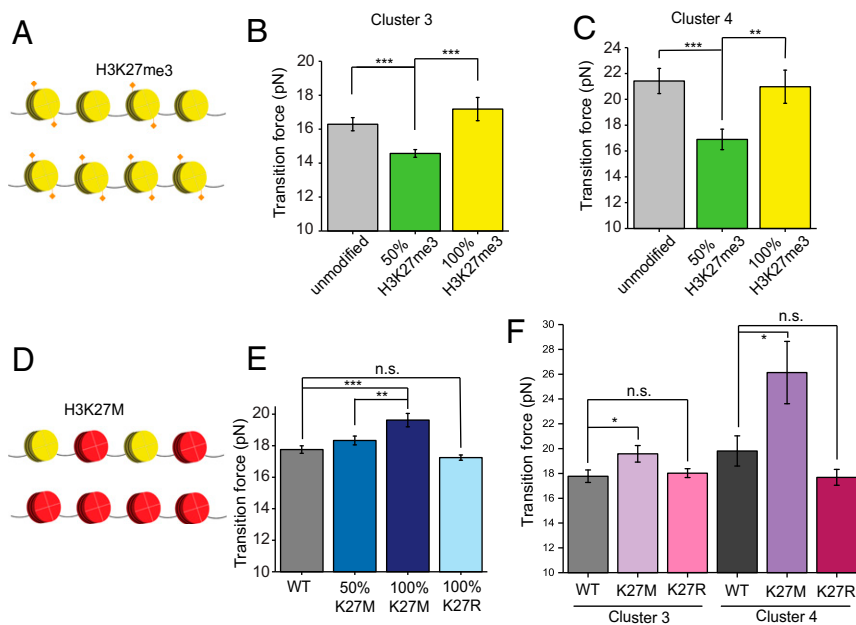 A
H3K27me3
B
Cluster 3
Transition force (pN)
18
16
14
12
10
***
***
unmodified
50%
H3K27me3
100%
H3K27me3
C
Cluster 4
Transition force (pN)
24
22
20
18
16
14
12
10
***
**
unmodified
50%
H3K27me3
100%
H3K27me3
D
H3K27M
E
Transition force (pN)
20
18
16
14
12
10
n.s.
***
**
WT
50%
K27M
100%
K27M
100%
K27R
F
Transition force (pN)
30
28
26
24
22
20
18
16
14
12
10
n.s.
*
n.s.
*
WT K27M K27R WT K27M K27R
Cluster 3 Cluster 4